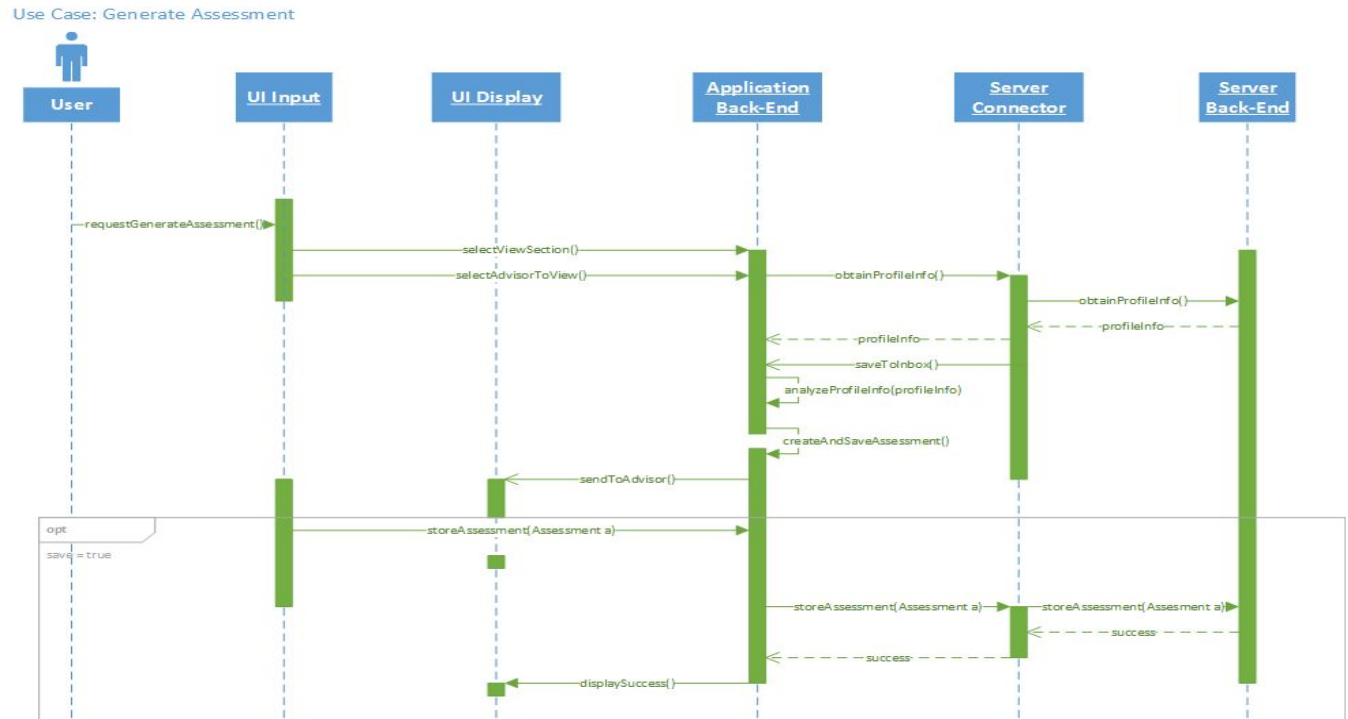 Use Case: Generate Assessment
User
UI Input
UI Display
Application
Back-End
Server
Connector
Server
Back-End
requestGenerateAssessment()
selectViewSection()
selectAdvisorToView()
obtainProfileInfo()
obtainProfileInfo()
profileInfo
profileInfo
saveToInbox()
analyzeProfileInfo(profileInfo)
createAndSaveAssessment()
sendToAdvisor()
opt
storeAssessment(Assessment a)
save = true
storeAssessment(Assessment a)
storeAssessment(Assesment a)
success
success
displaySuccess()